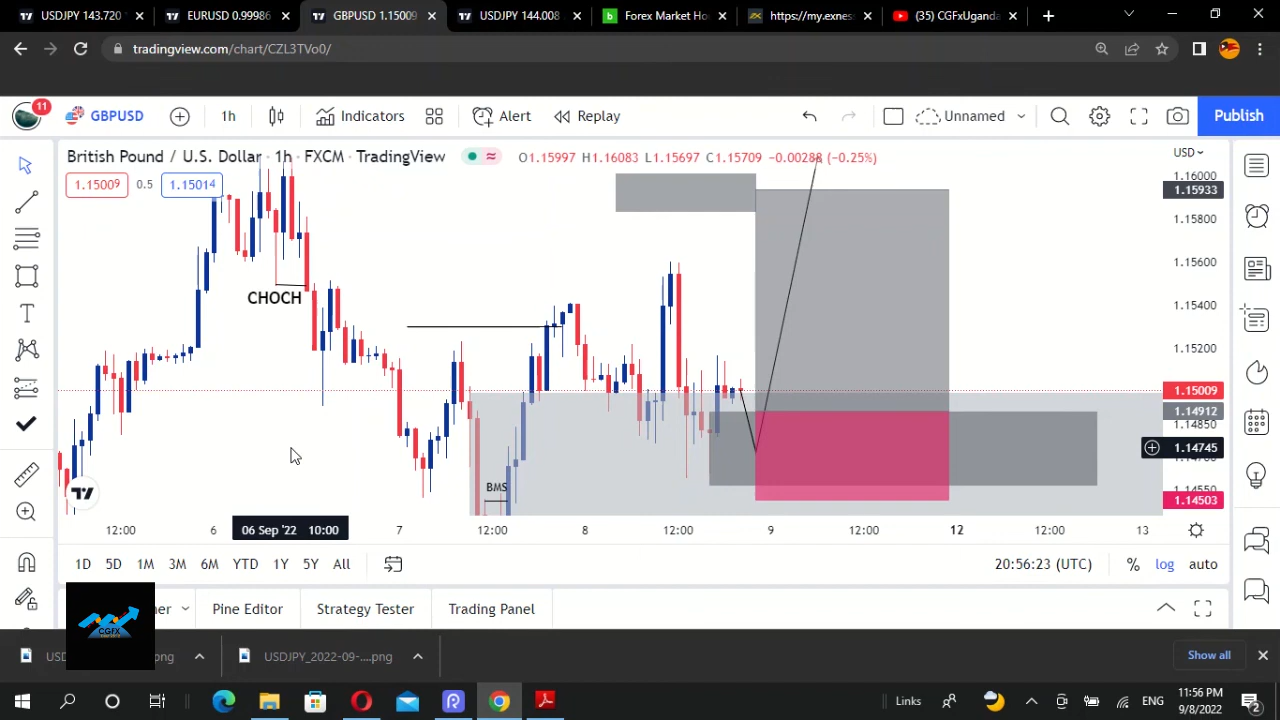 USDJPY 143.720
EURUSD 0.99986
GBPUSD 1.15009
USDJPY 144.008
Forex Market Ho
https://my.exnes
(35) CGFxUganda
tradingview.com/chart/CZL3TVo0/
11
GBPUSD
1h
Indicators
Alert
Replay
Unnamed
Publish
British Pound / U.S. Dollar · 1h · FXCM · TradingView
O1.15997 H1.16083 L1.15697 C1.15709 −0.00288 (−0.25%)
USD
1.15009
0.5
1.15014
1.16000
1.15933
1.15800
1.15600
1.15400
1.15200
1.15009
1.14912
1.14850
1.14745
1.14550
1.14503
CHOCH
BMS
12:00
6
06 Sep '22 10:00
7
12:00
8
12:00
9
12:00
12
12:00
13
1D
5D
1M
3M
6M
YTD
1Y
5Y
All
20:56:23 (UTC)
%
log
auto
Pine Editor
Strategy Tester
Trading Panel
CGFX
USDJPY_2022-09-....png
Show all
Links
ENG
11:56 PM
9/8/2022
2